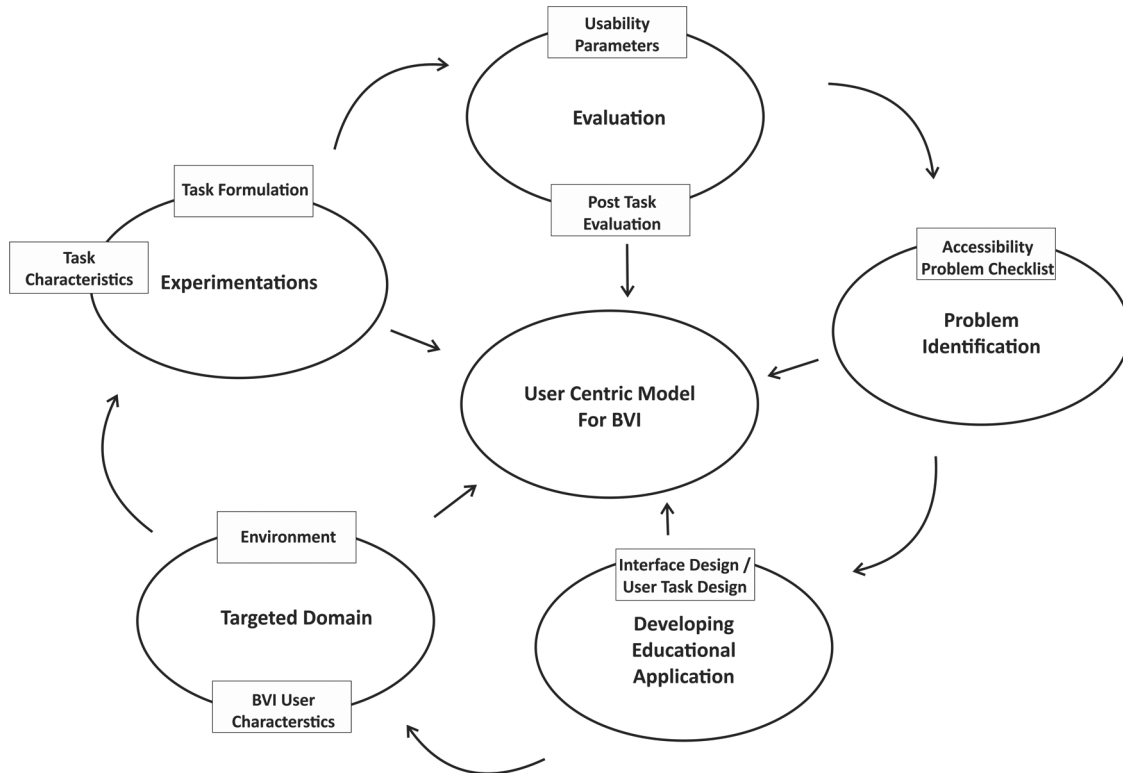 Usability
Parameters
Evaluation
Post Task
Evaluation
Task Formulation
Task
Characteristics
Experimentations
Accessibility
Problem Checklist
Problem
Identification
User Centric Model
For BVI
Environment
Targeted Domain
BVI User
Characterstics
Interface Design /
User Task Design
Developing
Educational
Application